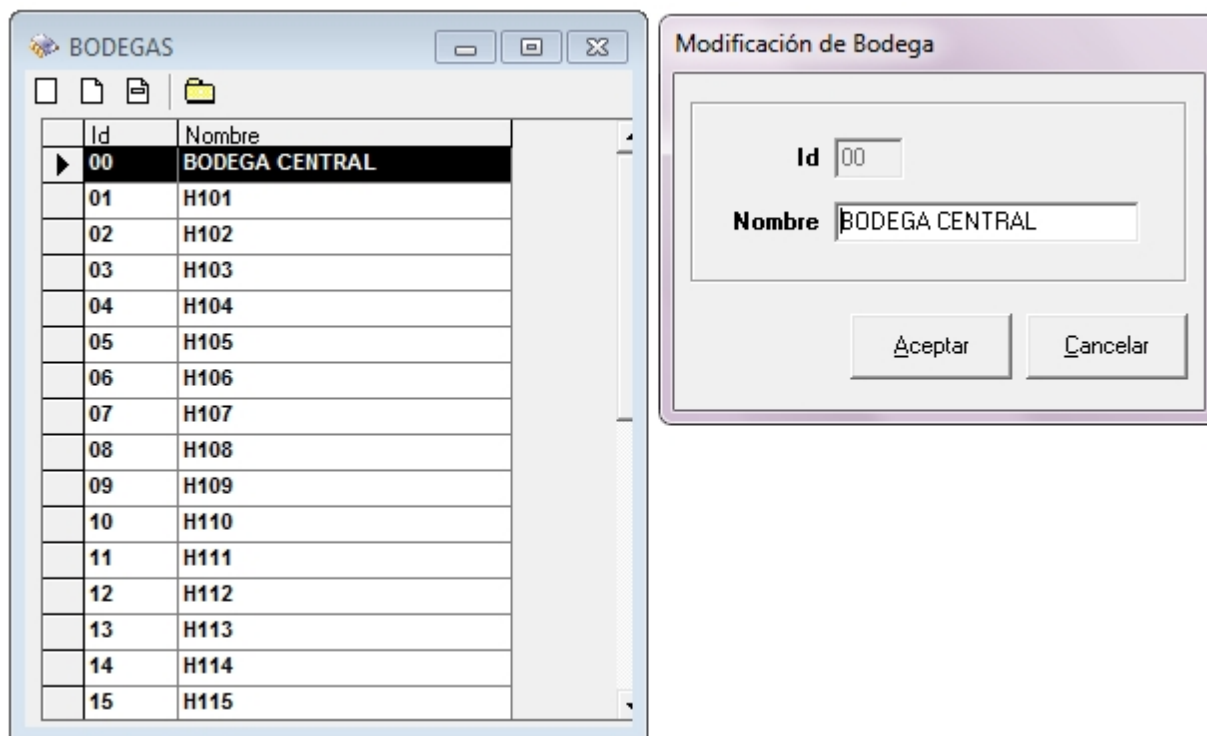 BODEGAS
Id Nombre
00 BODEGA CENTRAL
01 H101
02 H102
03 H103
04 H104
05 H105
06 H106
07 H107
08 H108
09 H109
10 H110
11 H111
12 H112
13 H113
14 H114
15 H115
Modificación de Bodega
Id 00
Nombre BODEGA CENTRAL
Aceptar Cancelar